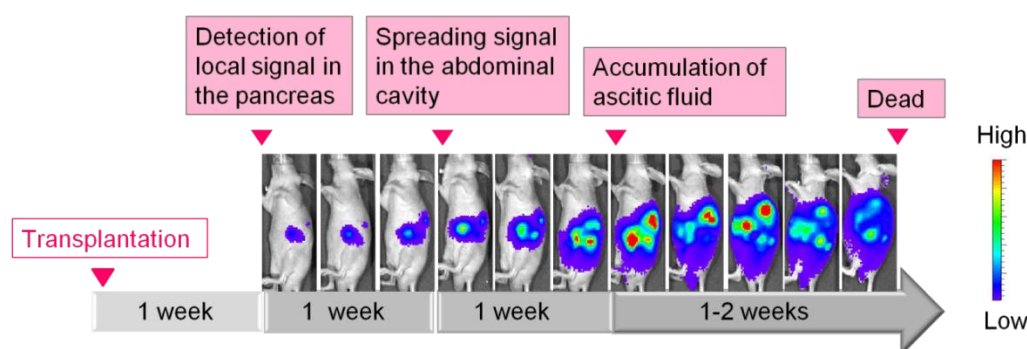 Detection of
local signal in
the pancreas
Spreading signal
in the abdominal
cavity
Accumulation of
ascitic fluid
Dead
High
Transplantation
1 week
1 week
1 week
1-2 weeks
Low